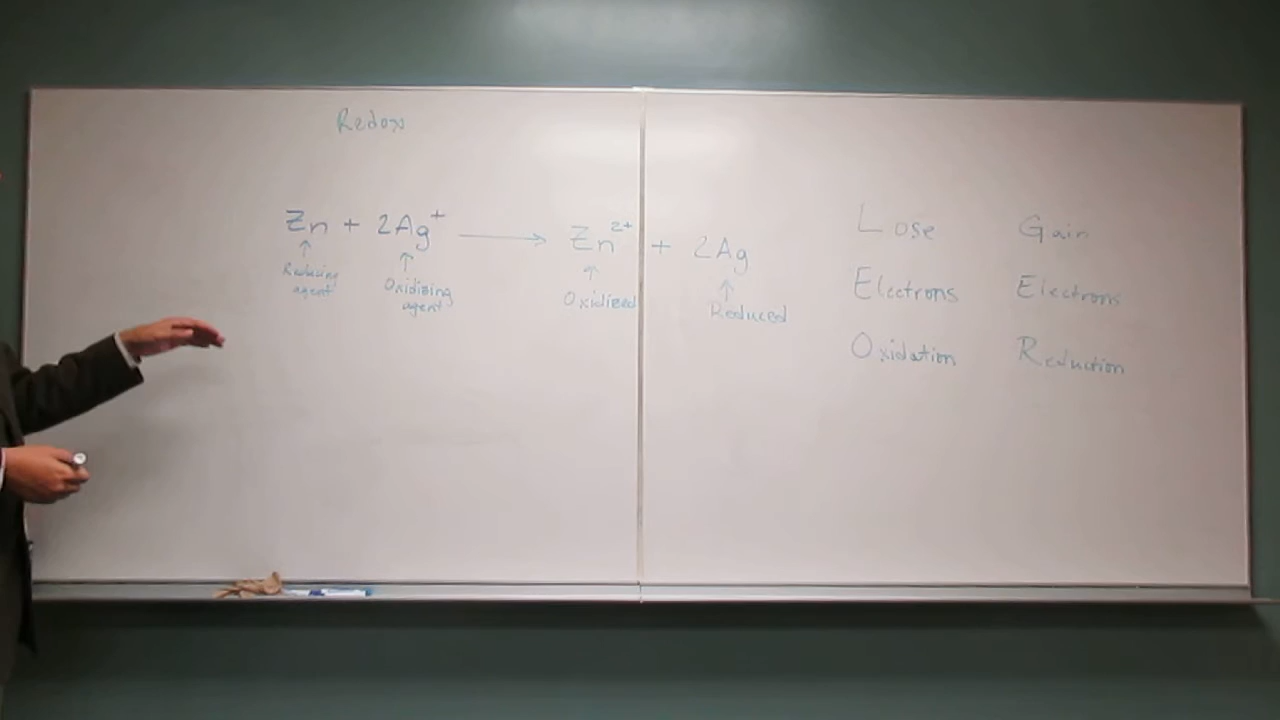 Redox
Zn + 2Ag⁺ ⟶ Zn²⁺ + 2Ag
↑ ↑ ↑ ↑
Reducing agent
Oxidizing agent
Oxidized
Reduced
Lose Gain
Electrons Electrons
Oxidation Reduction